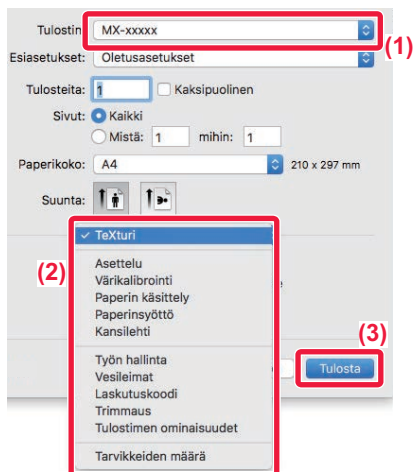 Tulostin: MX-xxxxx
(1)
Esiasetukset: Oletusasetukset
Tulosteita: 1 Kaksipuolinen
Sivut: Kaikki
Mistä: 1 mihin: 1
Paperikoko: A4 210 x 297 mm
Suunta:
✓ TeXturi
(2)
Asettelu
Värikalibrointi
Paperin käsittely
Paperinsyöttö
Kansilehti
(3)
Työn hallinta
Vesileimat
Laskutuskoodi
Trimmaus
Tulostimen ominaisuudet
Tarvikkeiden määrä
Tulosta